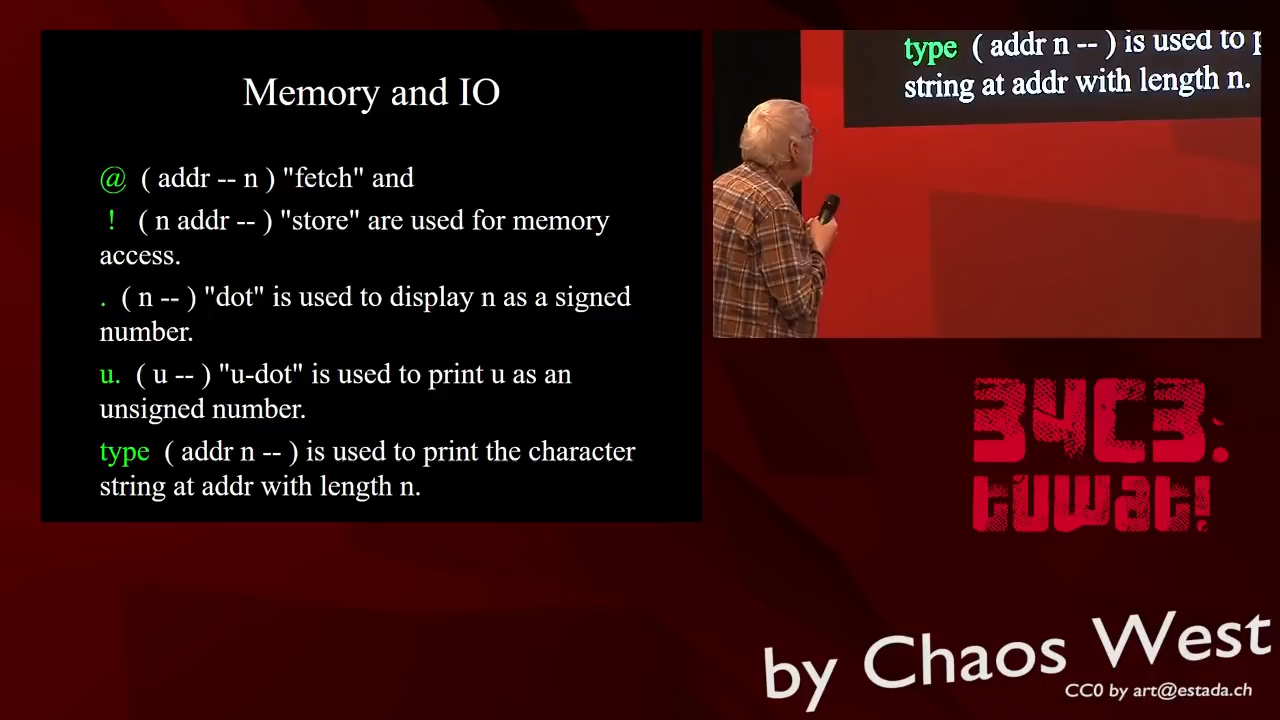 Memory and IO
@ ( addr -- n ) "fetch" and
! ( n addr -- ) "store" are used for memory
access.
. ( n -- ) "dot" is used to display n as a signed
number.
u. ( u -- ) "u-dot" is used to print u as an
unsigned number.
type ( addr n -- ) is used to print the character
string at addr with length n.
type ( addr n -- ) is used to
string at addr with length n.
34C3:
tuwat!
by Chaos West
CC0 by art@estada.ch